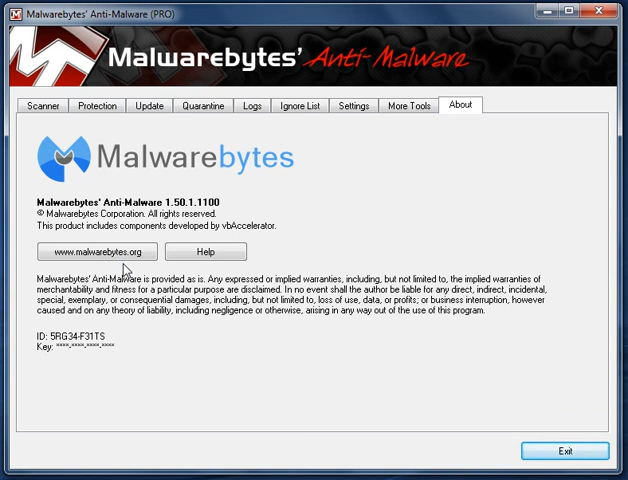 Malwarebytes' Anti-Malware (PRO)
Malwarebytes' Anti-Malware
Scanner Protection Update Quarantine Logs Ignore List Settings More Tools About
Malwarebytes
Malwarebytes' Anti-Malware 1.50.1.1100
© Malwarebytes Corporation. All rights reserved.
This product includes components developed by vbAccelerator.
www.malwarebytes.org Help
Malwarebytes' Anti-Malware is provided as is. Any expressed or implied warranties, including, but not limited to, the implied warranties of
merchantability and fitness for a particular purpose are disclaimed. In no event shall the author be liable for any direct, indirect, incidental,
special, exemplary, or consequential damages, including, but not limited to, loss of use, data, or profits; or business interruption, however
caused and on any theory of liability, including negligence or otherwise, arising in any way out of the use of this program.
ID: 5RG34-F31TS
Key: ****-****-****-****
Exit